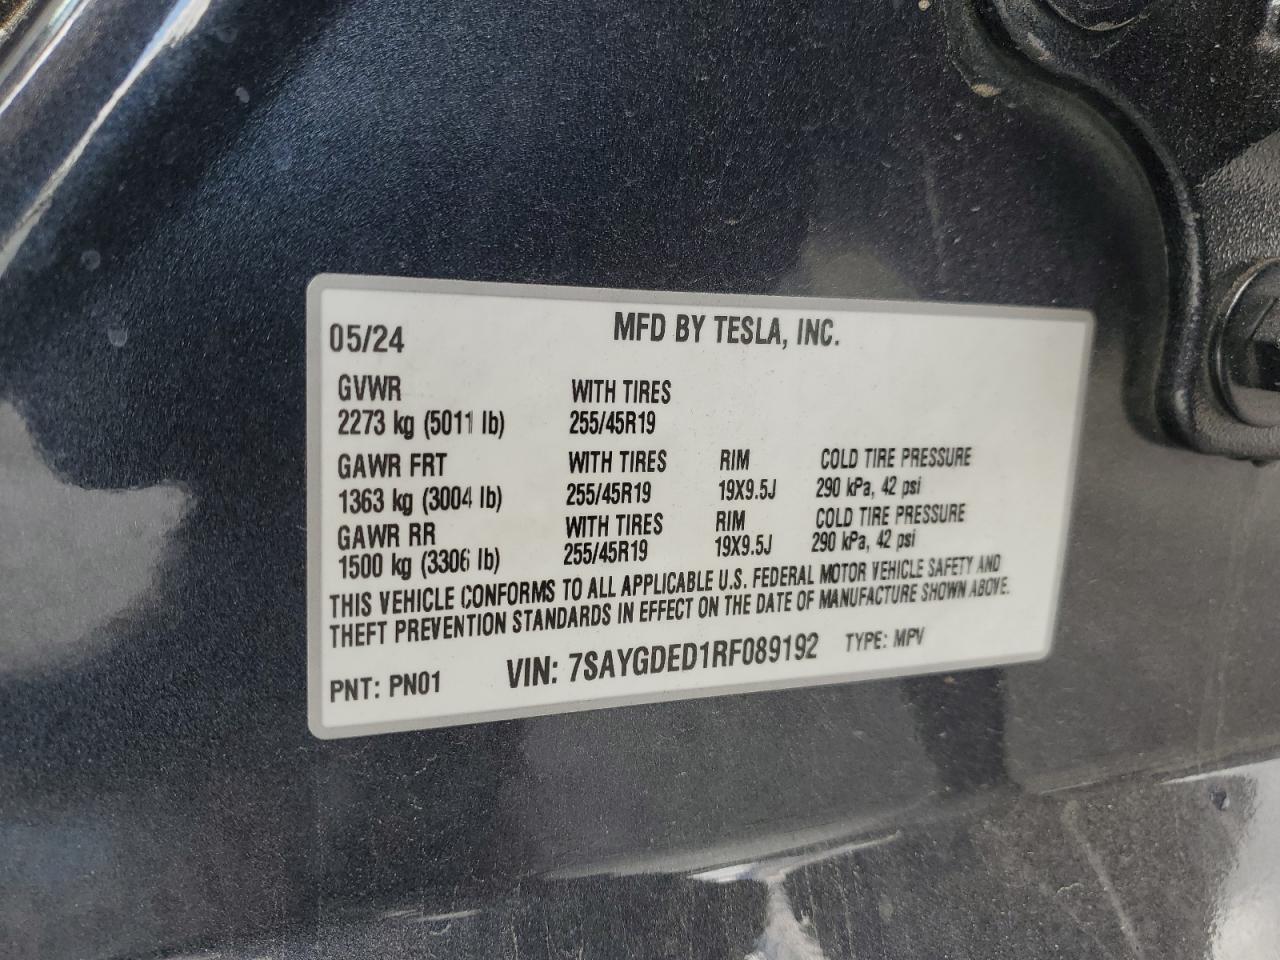 05/24 MFD BY TESLA, INC.
GVWR WITH TIRES
2273 kg (5011 lb) 255/45R19
GAWR FRT WITH TIRES RIM COLD TIRE PRESSURE
1363 kg (3004 lb) 255/45R19 19X9.5J 290 kPa, 42 psi
GAWR RR WITH TIRES RIM COLD TIRE PRESSURE
1500 kg (3306 lb) 255/45R19 19X9.5J 290 kPa, 42 psi
THIS VEHICLE CONFORMS TO ALL APPLICABLE U.S. FEDERAL MOTOR VEHICLE SAFETY AND
THEFT PREVENTION STANDARDS IN EFFECT ON THE DATE OF MANUFACTURE SHOWN ABOVE.
PNT: PN01 VIN: 7SAYGDED1RF089192 TYPE: MPV